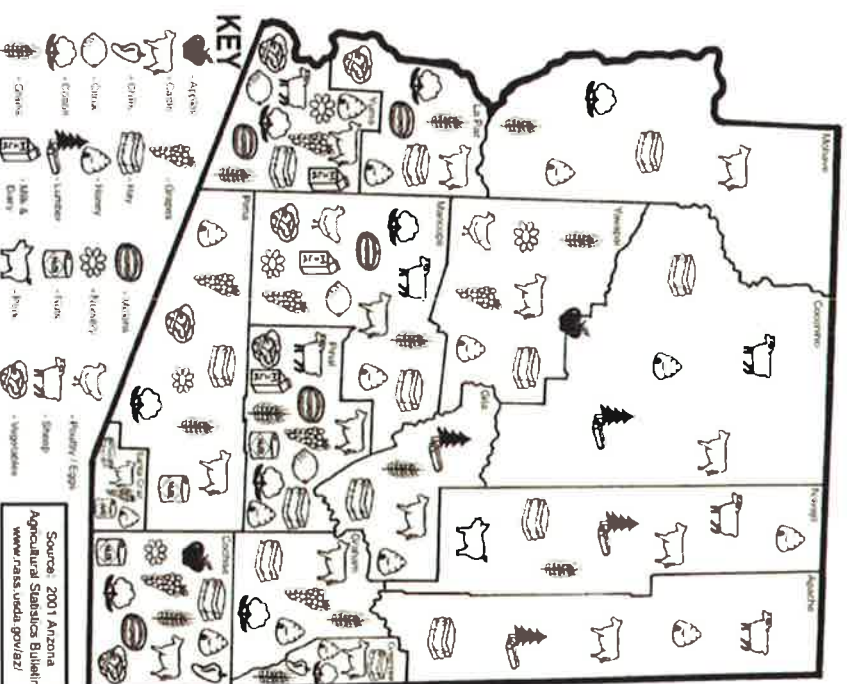 Mohave
Coconino
Navajo
Apache
Yavapai
La Paz
Gila
Yuma
Maricopa
Pinal
Graham
Pima
Cochise
KEY
- Apples
- Cattle
- Citrus
- Cotton
- Grains
- Grapes
- Hay
- Honey
- Lumber
- Milk &
Dairy
- Melons
- Nursery
- Nuts
- Pork
- Poultry / Eggs
- Sheep
- Vegetables
Source: 2001 Arizona
Agricultural Statistics Bulletin
www.nass.usda.gov/az/